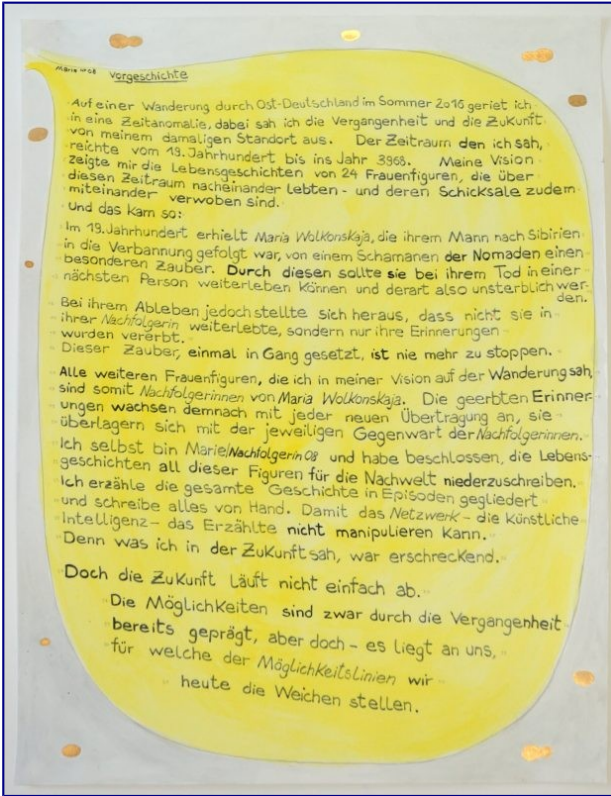 Marie Nº08
Vorgeschichte
Auf einer Wanderung durch Ost-Deutschland im Sommer 2016 geriet ich
in eine Zeitanomalie, dabei sah ich die Vergangenheit und die Zukunft
von meinem damaligen Standort aus. Der Zeitraum den ich sah,
reichte vom 19. Jahrhundert bis ins Jahr 3968. Meine Vision
zeigte mir die Lebensgeschichten von 24 Frauenfiguren, die über
diesen Zeitraum nacheinander lebten - und deren Schicksale zudem
miteinander verwoben sind.
Und das kam so:
Im 19. Jahrhundert erhielt Maria Wolkonskaja, die ihrem Mann nach Sibirien
in die Verbannung gefolgt war, von einem Schamanen der Nomaden einen
besonderen Zauber. Durch diesen sollte sie bei ihrem Tod in einer
nächsten Person weiterleben können und derart also unsterblich wer-
den.
Bei ihrem Ableben jedoch stellte sich heraus, dass nicht sie in
ihrer Nachfolgerin weiterlebte, sondern nur ihre Erinnerungen
wurden vererbt.
Dieser Zauber, einmal in Gang gesetzt, ist nie mehr zu stoppen.
Alle weiteren Frauenfiguren, die ich in meiner Vision auf der Wanderung sah,
sind somit Nachfolgerinnen von Maria Wolkonskaja. Die geerbten Erinner-
ungen wachsen demnach mit jeder neuen Übertragung an, sie
überlagern sich mit der jeweiligen Gegenwart der Nachfolgerinnen.
Ich selbst bin Marie/Nachfolgerin 08 und habe beschlossen, die Lebens-
geschichten all dieser Figuren für die Nachwelt niederzuschreiben.
Ich erzähle die gesamte Geschichte in Episoden gegliedert
und schreibe alles von Hand. Damit das Netzwerk - die künstliche
Intelligenz - das Erzählte nicht manipulieren kann.
Denn was ich in der Zukunft sah, war erschreckend.
Doch die Zukunft läuft nicht einfach ab.
Die Möglichkeiten sind zwar durch die Vergangenheit
bereits geprägt, aber doch - es liegt an uns,
für welche der Möglichkeitslinien wir
heute die Weichen stellen.